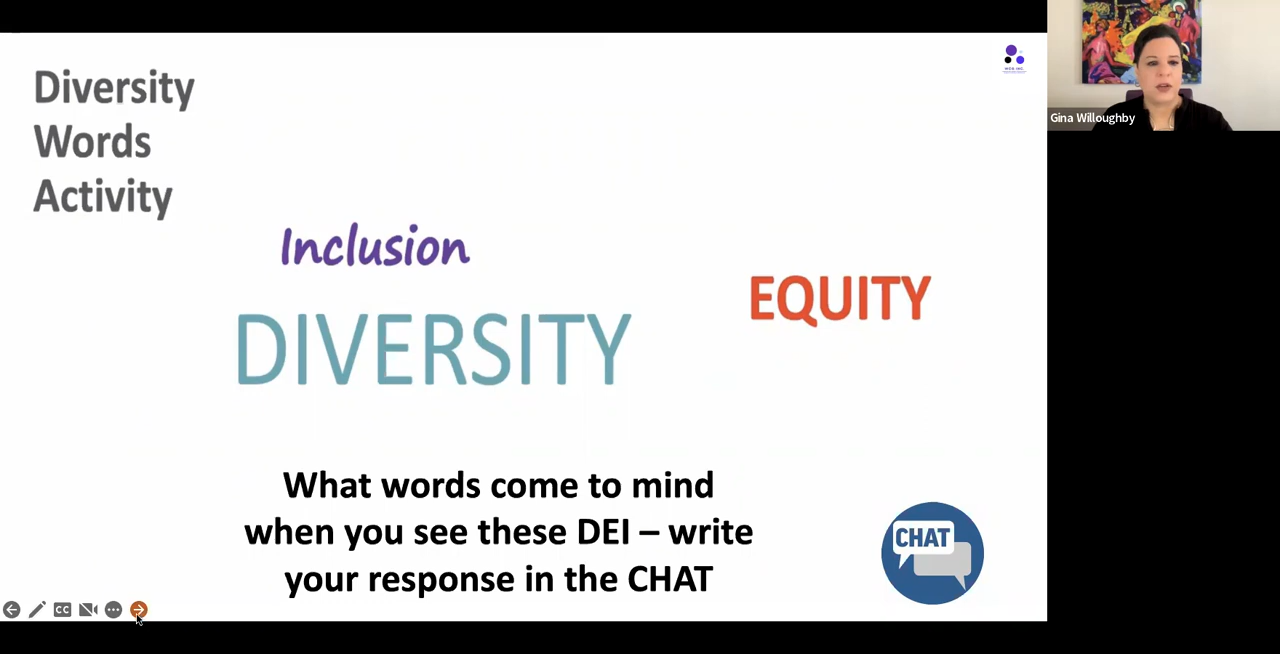 Diversity
Words
Activity
Inclusion
EQUITY
DIVERSITY
What words come to mind
when you see these DEI – write
your response in the CHAT
CHAT
CC
Gina Willoughby